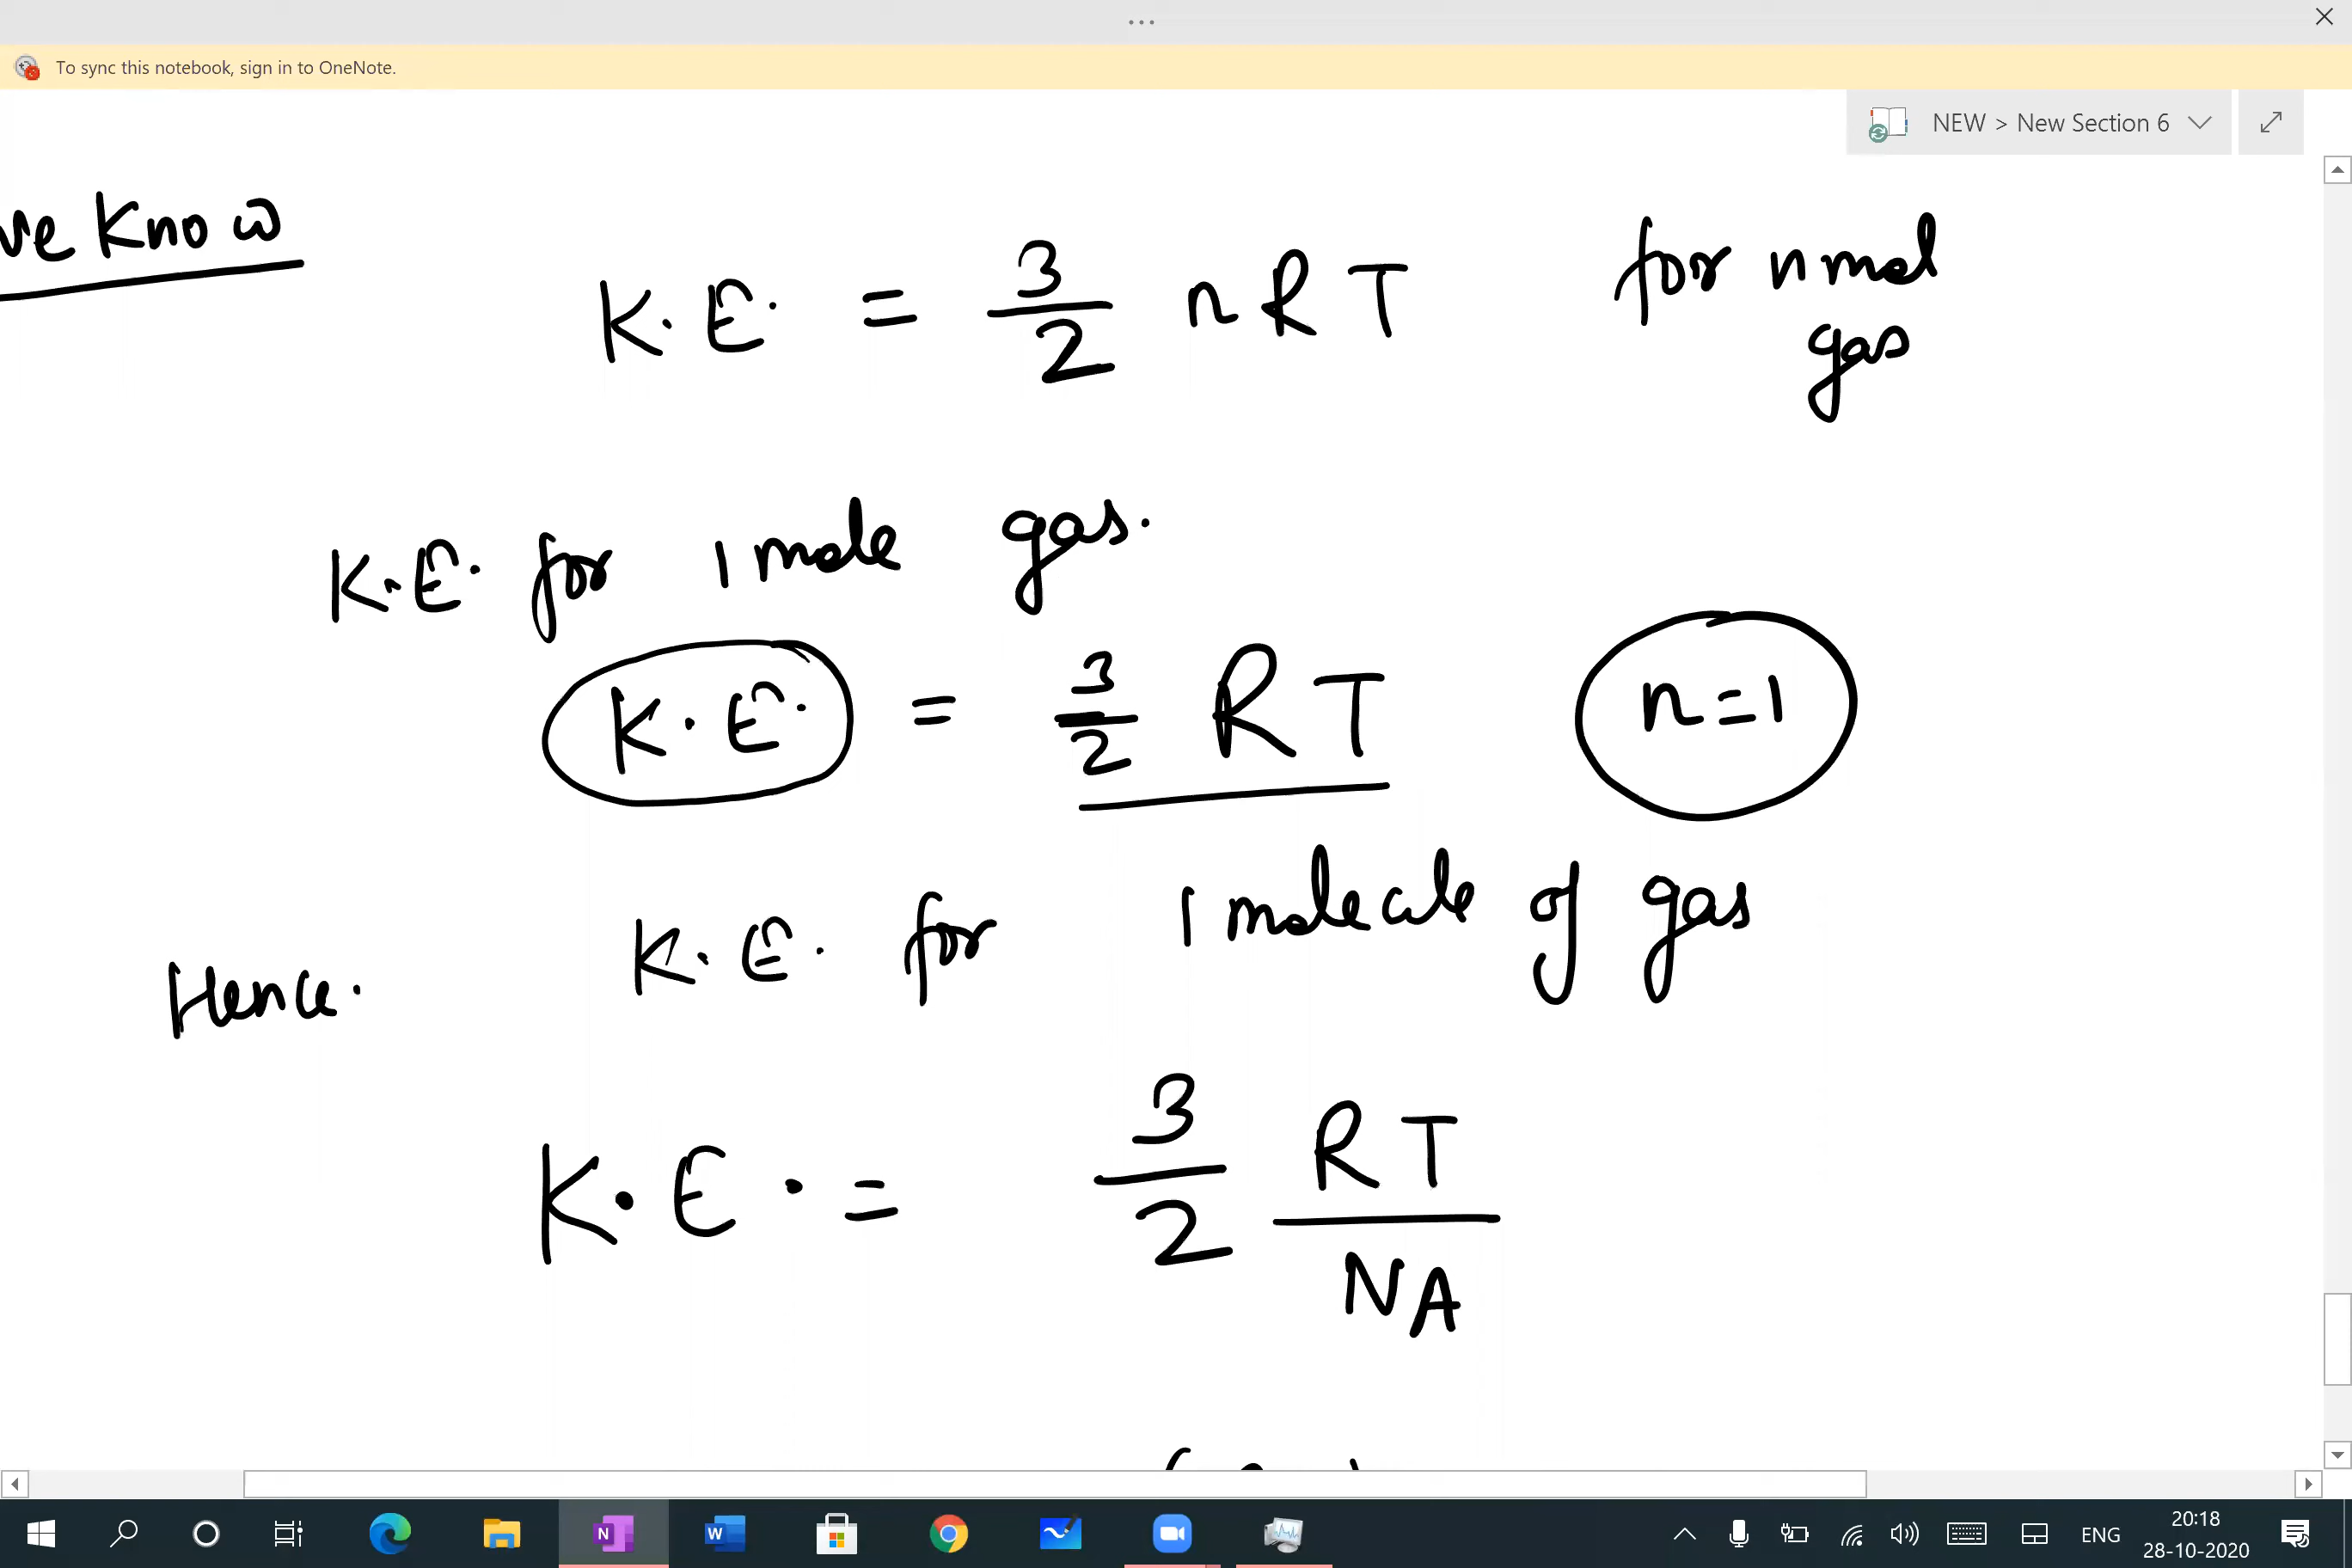 To sync this notebook, sign in to OneNote.
NEW > New Section 6
we Know
K.E. = 3/2 nRT for n mol
gas
K.E. for 1 mole gas.
K.E. = 3/2 RT n=1
K.E. for 1 molecule of gas
Hence.
K.E. = 3/2 RT/NA
ENG
20:18
28-10-2020